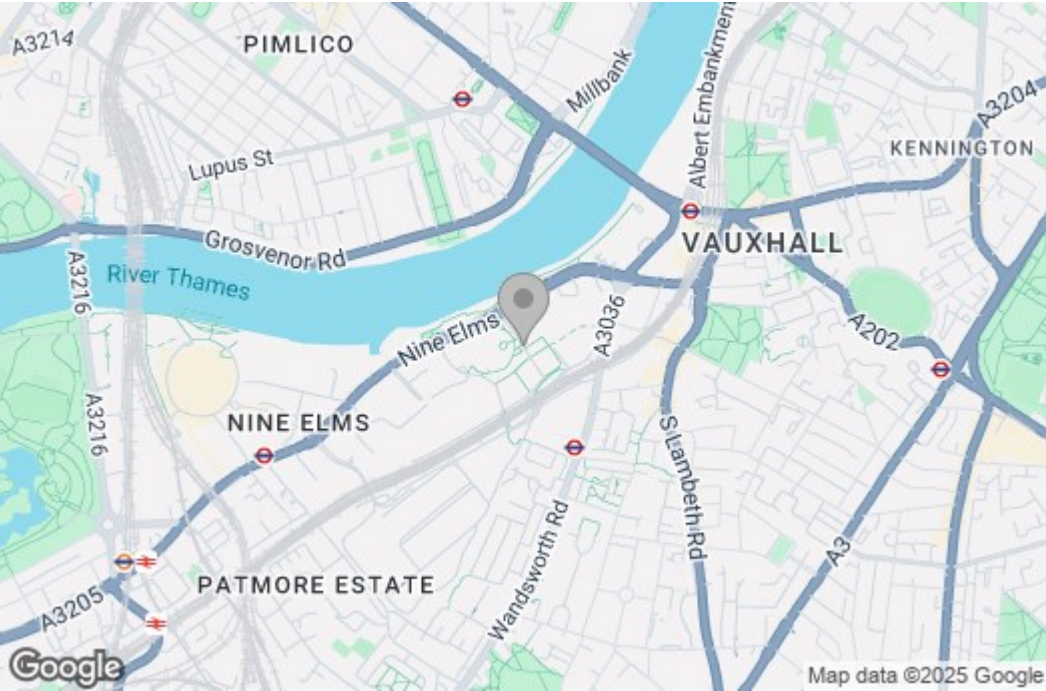 A3214
PIMLICO
Millbank
Albert Embankment
A3204
KENNINGTON
Lupus St
VAUXHALL
Grosvenor Rd
River Thames
A3216
Nine Elms
A3036
A202
A3216
NINE ELMS
S Lambeth Rd
Wandsworth Rd
A3
PATMORE ESTATE
A3205
Google
Map data ©2025 Google